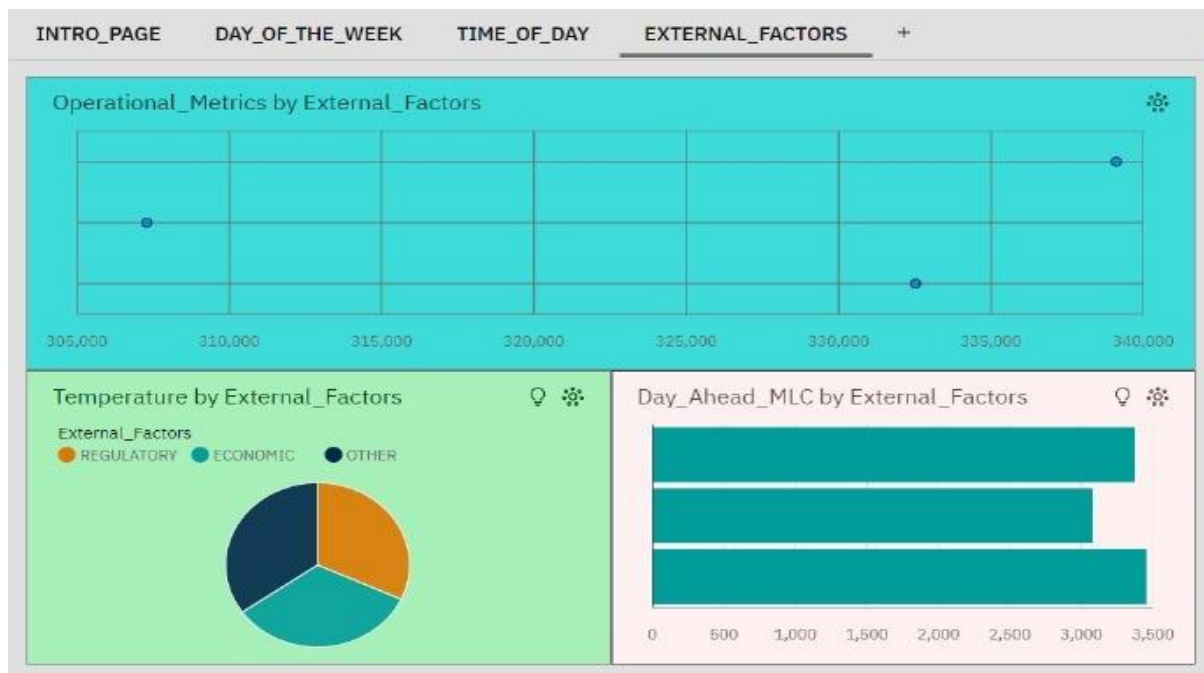 INTRO_PAGE DAY_OF_THE_WEEK TIME_OF_DAY EXTERNAL_FACTORS +
Operational_Metrics by External_Factors
305,000 310,000 315,000 320,000 325,000 330,000 335,000 340,000
Temperature by External_Factors
External_Factors
REGULATORY ECONOMIC OTHER
Day_Ahead_MLC by External_Factors
0 500 1,000 1,500 2,000 2,500 3,000 3,500